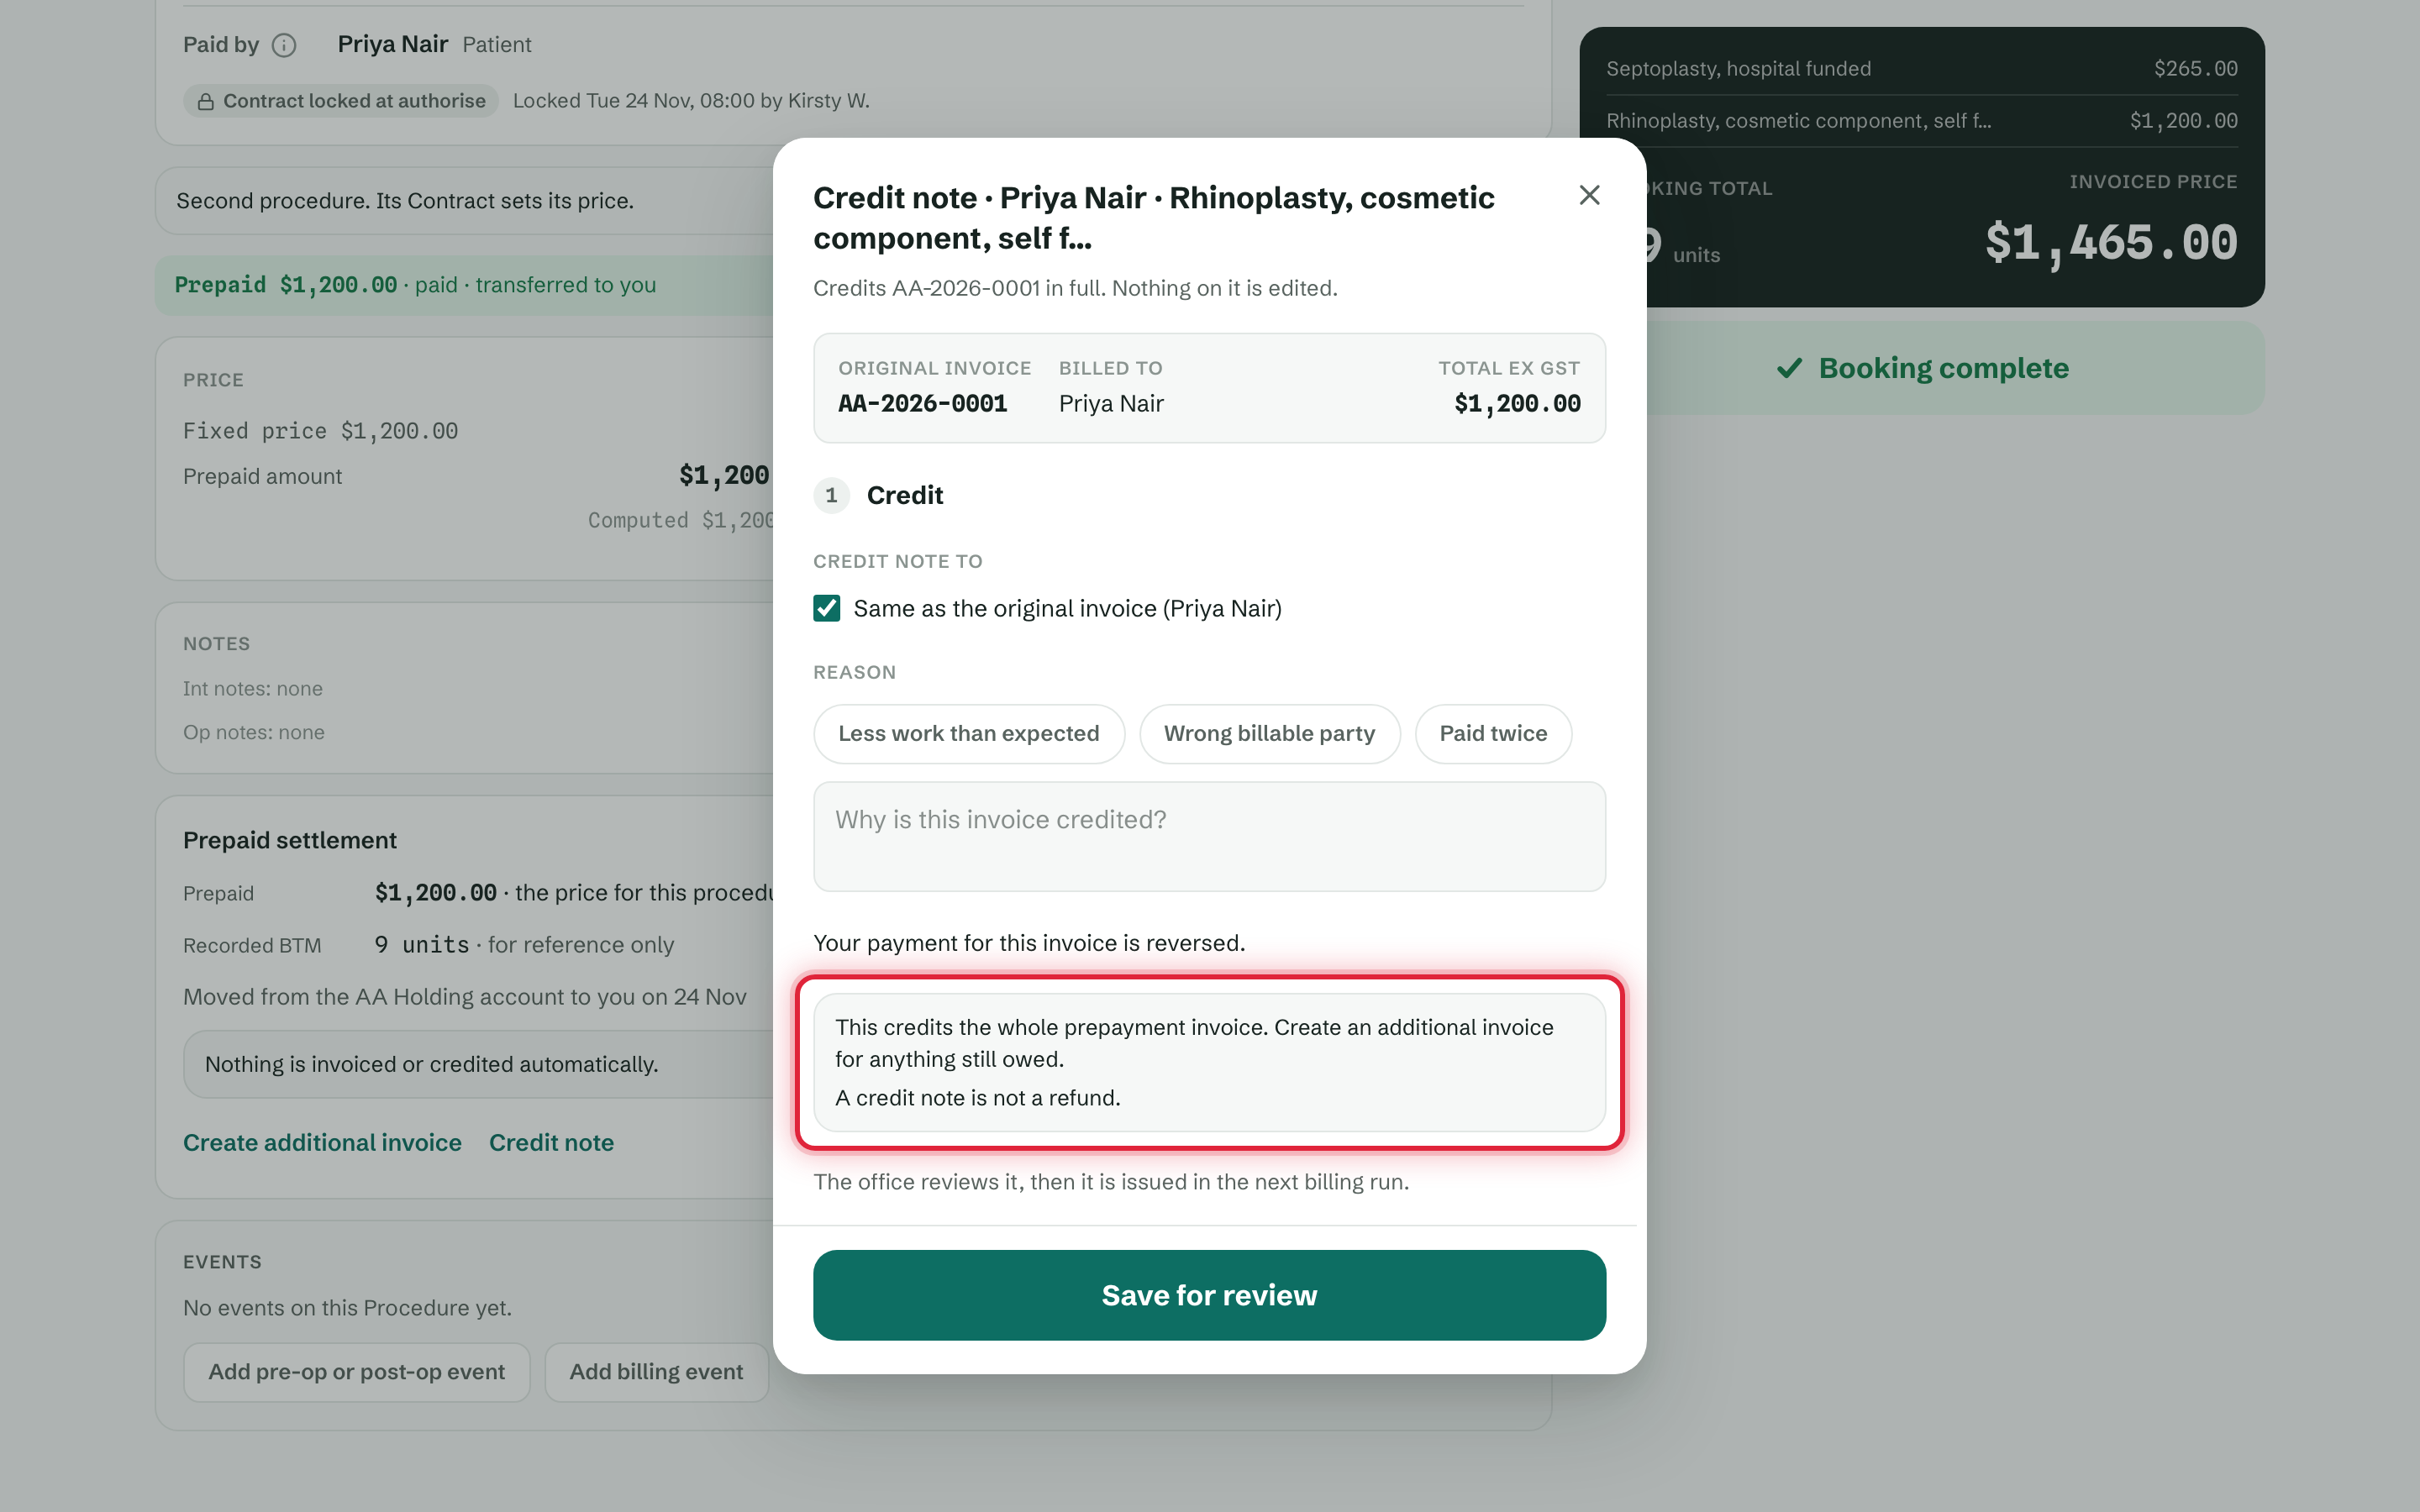 Paid by
Priya Nair Patient
Contract locked at authorise Locked Tue 24 Nov, 08:00 by Kirsty W.
Second procedure. Its Contract sets its price.
Prepaid $1,200.00 · paid · transferred to you
PRICE
Fixed price $1,200.00
Prepaid amount $1,200
Computed $1,200
NOTES
Int notes: none
Op notes: none
Prepaid settlement
Prepaid $1,200.00 · the price for this procedu
Recorded BTM 9 units · for reference only
Moved from the AA Holding account to you on 24 Nov
Nothing is invoiced or credited automatically.
Create additional invoice Credit note
EVENTS
No events on this Procedure yet.
Add pre-op or post-op event Add billing event
Credit note · Priya Nair · Rhinoplasty, cosmetic
component, self f...
Credits AA-2026-0001 in full. Nothing on it is edited.
ORIGINAL INVOICE BILLED TO TOTAL EX GST
AA-2026-0001 Priya Nair $1,200.00
1 Credit
CREDIT NOTE TO
Same as the original invoice (Priya Nair)
REASON
Less work than expected Wrong billable party Paid twice
Why is this invoice credited?
Your payment for this invoice is reversed.
This credits the whole prepayment invoice. Create an additional invoice
for anything still owed.
A credit note is not a refund.
The office reviews it, then it is issued in the next billing run.
Save for review
Septoplasty, hospital funded $265.00
Rhinoplasty, cosmetic component, self f... $1,200.00
KING TOTAL INVOICED PRICE
9 units $1,465.00
Booking complete